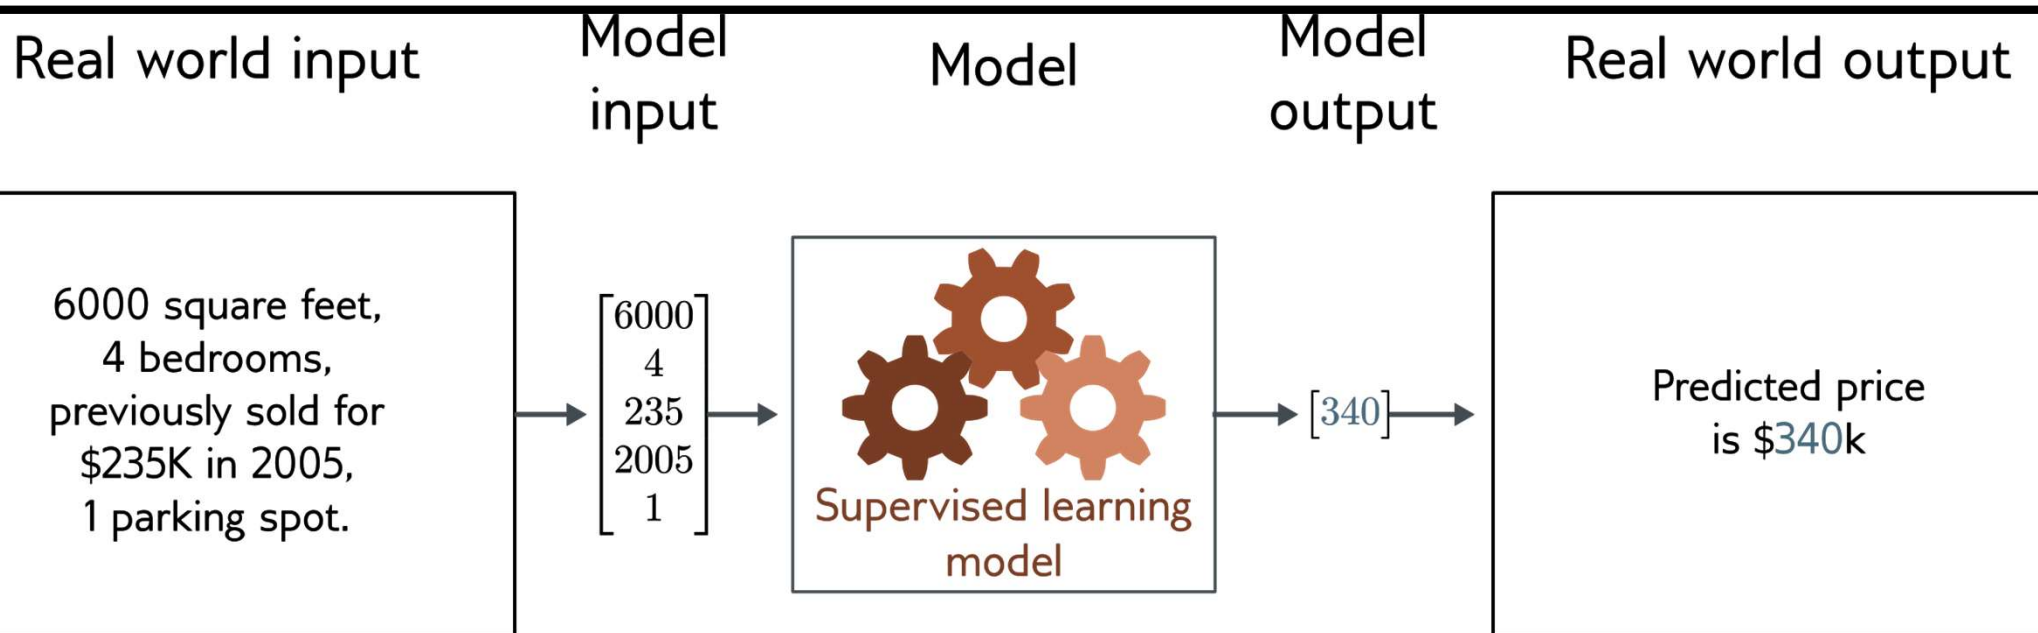 Real world input
Model
input
Model
Model
output
Real world output
6000 square feet,
4 bedrooms,
previously sold for
$235K in 2005,
1 parking spot.
6000
4
235
2005
1
Supervised learning
model
[340]
Predicted price
is $340k